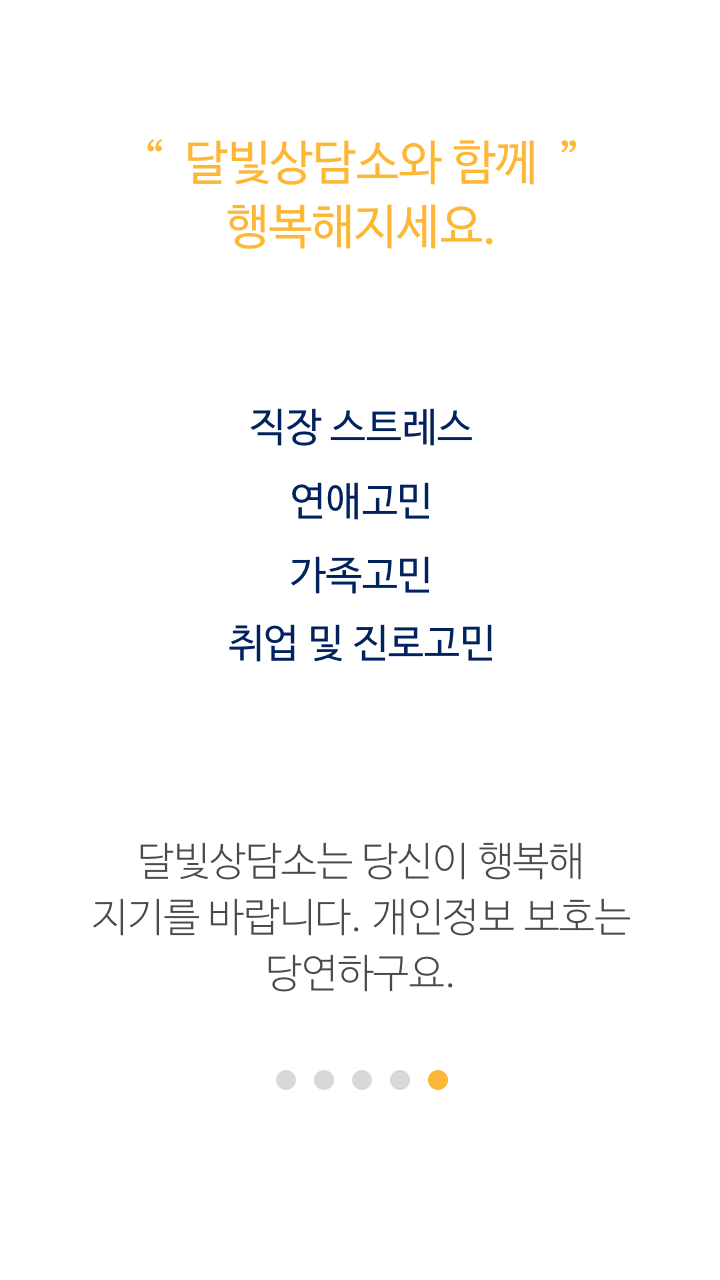 “ 달빛상담소와 함께 ”
행복해지세요.
직장 스트레스
연애고민
가족고민
취업 및 진로고민
달빛상담소는 당신이 행복해
지기를 바랍니다. 개인정보 보호는
당연하구요.